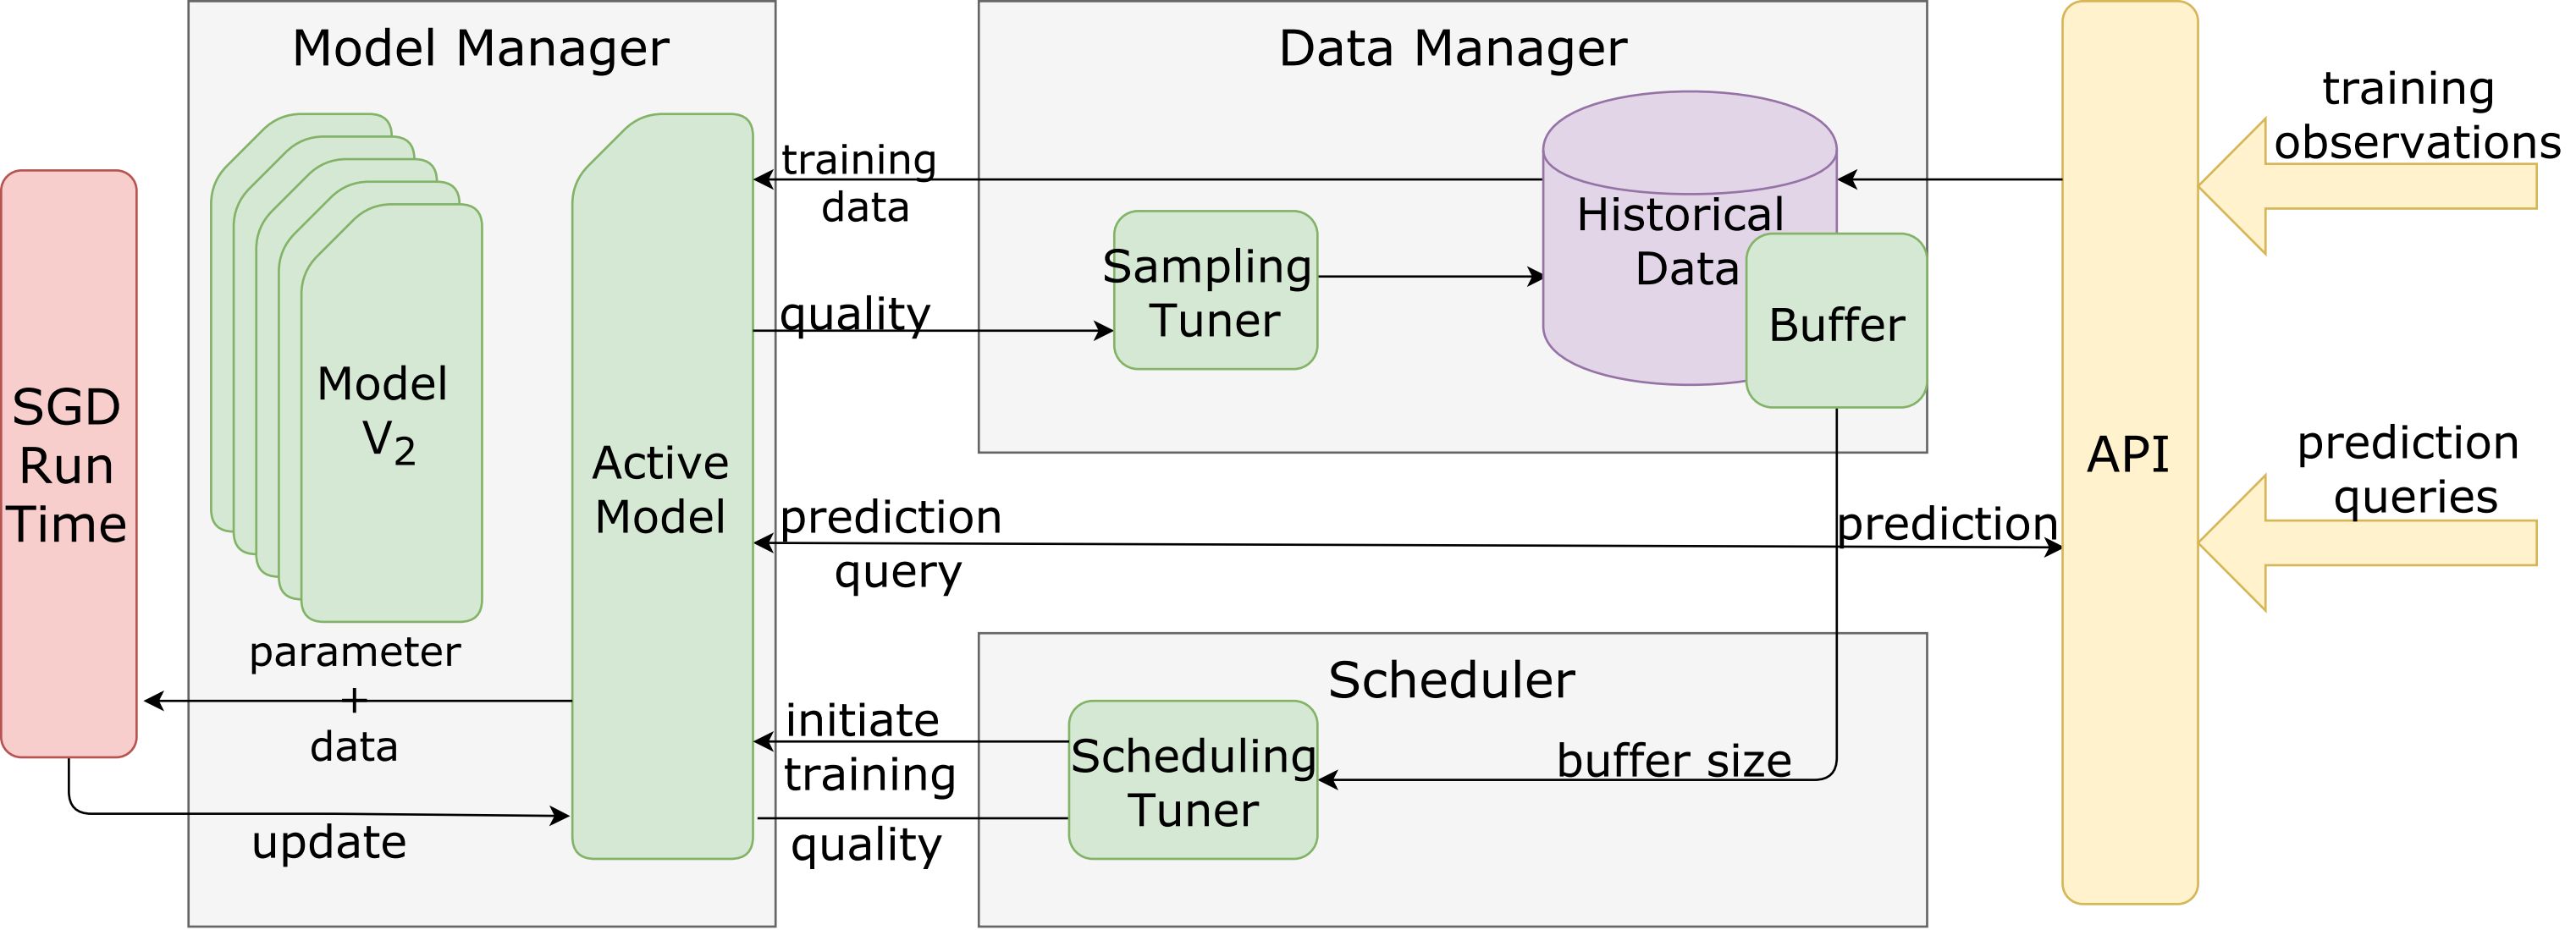 Model Manager
Data Manager
training
observations
training
data
Historical
Data
Sampling
Tuner
quality
Buffer
Model
V2
SGD
Run
Time
Active
Model
API
prediction
queries
prediction
query
prediction
parameter
+
data
Scheduler
initiate
training
Scheduling
Tuner
buffer size
update
quality